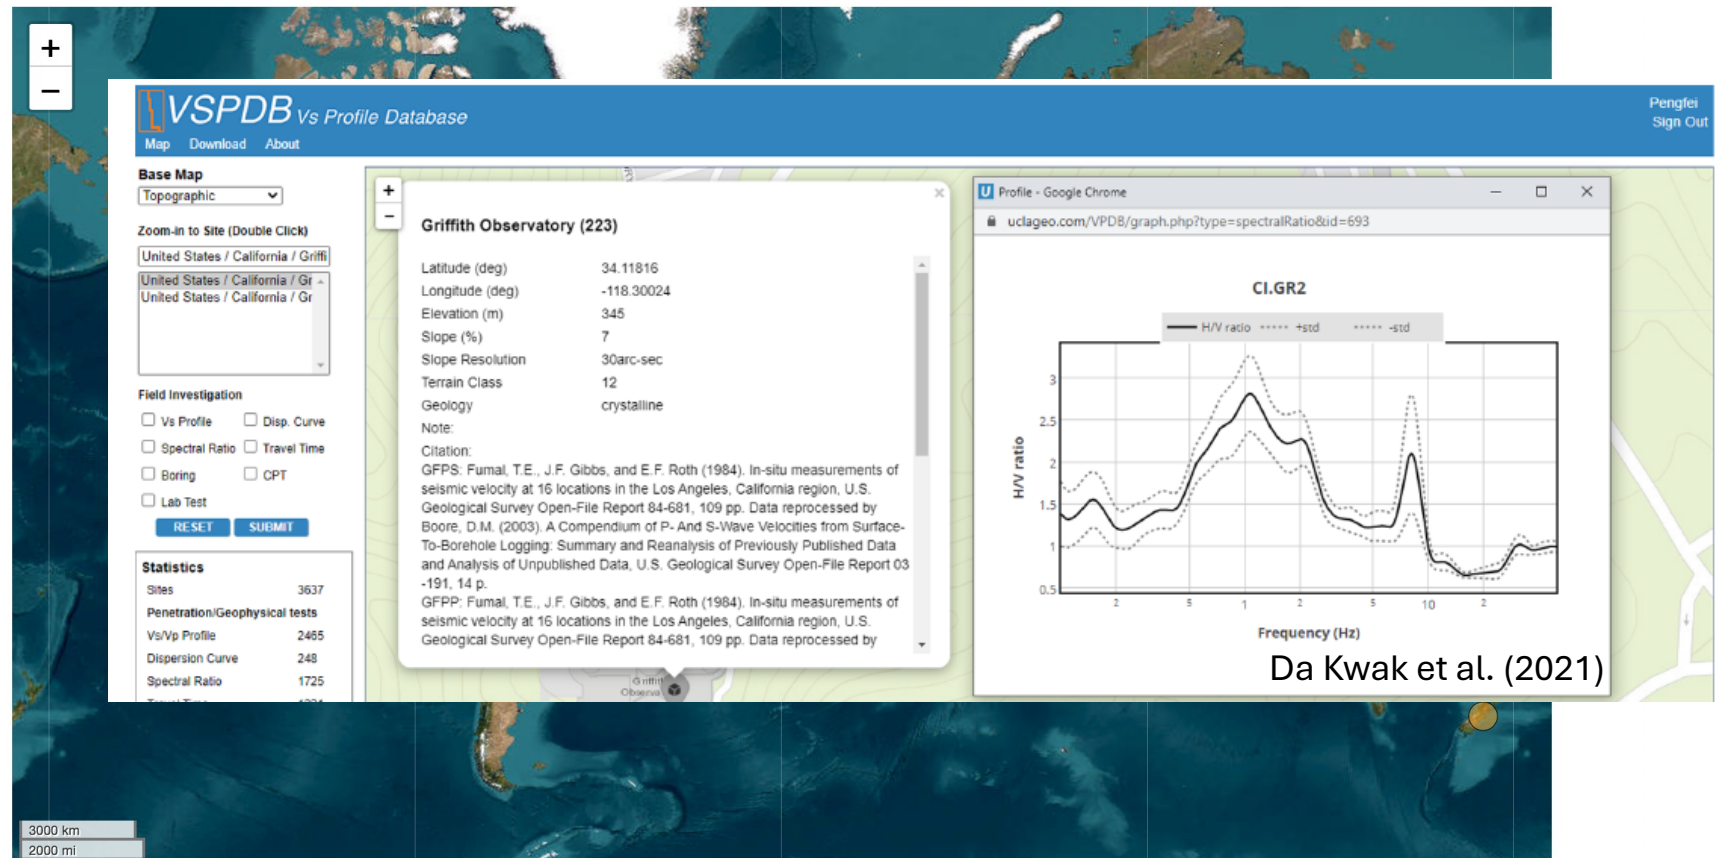 +
−
VSPDB Vs Profile Database
Pengfei
Sign Out
Map Download About
Base Map
Topographic
Zoom-in to Site (Double Click)
United States / California / Griffi
United States / California / Gr
United States / California / Gr
Field Investigation
Vs Profile Disp. Curve
Spectral Ratio Travel Time
Boring CPT
Lab Test
RESET SUBMIT
Statistics
Sites 3637
Penetration/Geophysical tests
Vs/Vp Profile 2465
Dispersion Curve 248
Spectral Ratio 1725
+
−
×
Griffith Observatory (223)
Latitude (deg) 34.11816
Longitude (deg) -118.30024
Elevation (m) 345
Slope (%) 7
Slope Resolution 30arc-sec
Terrain Class 12
Geology crystalline
Note:
Citation:
GFPS: Fumal, T.E., J.F. Gibbs, and E.F. Roth (1984). In-situ measurements of
seismic velocity at 16 locations in the Los Angeles, California region, U.S.
Geological Survey Open-File Report 84-681, 109 pp. Data reprocessed by
Boore, D.M. (2003). A Compendium of P- And S-Wave Velocities from Surface-
To-Borehole Logging: Summary and Reanalysis of Previously Published Data
and Analysis of Unpublished Data, U.S. Geological Survey Open-File Report 03
-191, 14 p.
GFPP: Fumal, T.E., J.F. Gibbs, and E.F. Roth (1984). In-situ measurements of
seismic velocity at 16 locations in the Los Angeles, California region, U.S.
Geological Survey Open-File Report 84-681, 109 pp. Data reprocessed by
Profile - Google Chrome
uclageo.com/VPDB/graph.php?type=spectralRatio&id=693
CI.GR2
H/V ratio +std -std
H/V ratio
3
2.5
2
1.5
1
0.5
2 5 1 2 5 10 2
Frequency (Hz)
Da Kwak et al. (2021)
3000 km
2000 mi